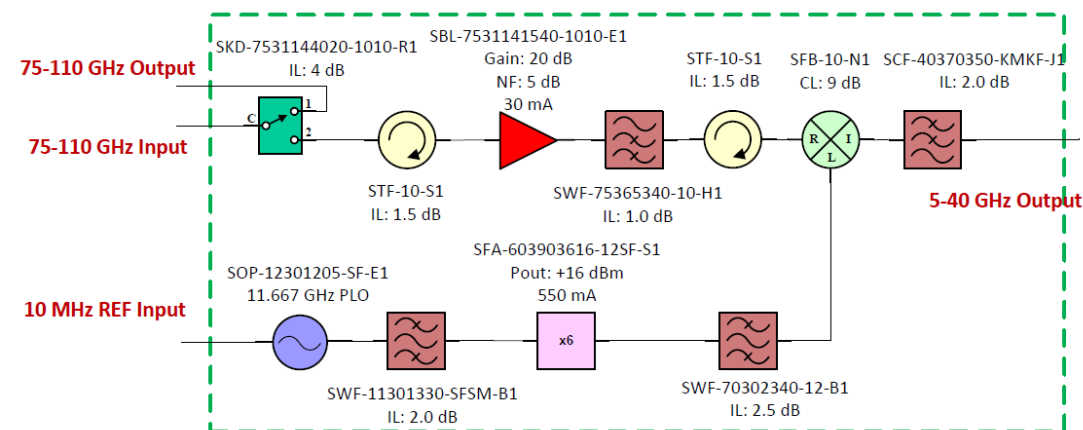 SKD-7531144020-1010-R1
IL: 4 dB
SBL-7531141540-1010-E1
Gain: 20 dB
NF: 5 dB
30 mA
STF-10-S1
IL: 1.5 dB
SFB-10-N1
CL: 9 dB
SCF-40370350-KMKF-J1
IL: 2.0 dB
75-110 GHz Output
75-110 GHz Input
C
1
2
R
I
L
STF-10-S1
IL: 1.5 dB
SWF-75365340-10-H1
IL: 1.0 dB
5-40 GHz Output
SFA-603903616-12SF-S1
Pout: +16 dBm
550 mA
SOP-12301205-SF-E1
11.667 GHz PLO
10 MHz REF Input
x6
SWF-11301330-SFSM-B1
IL: 2.0 dB
SWF-70302340-12-B1
IL: 2.5 dB